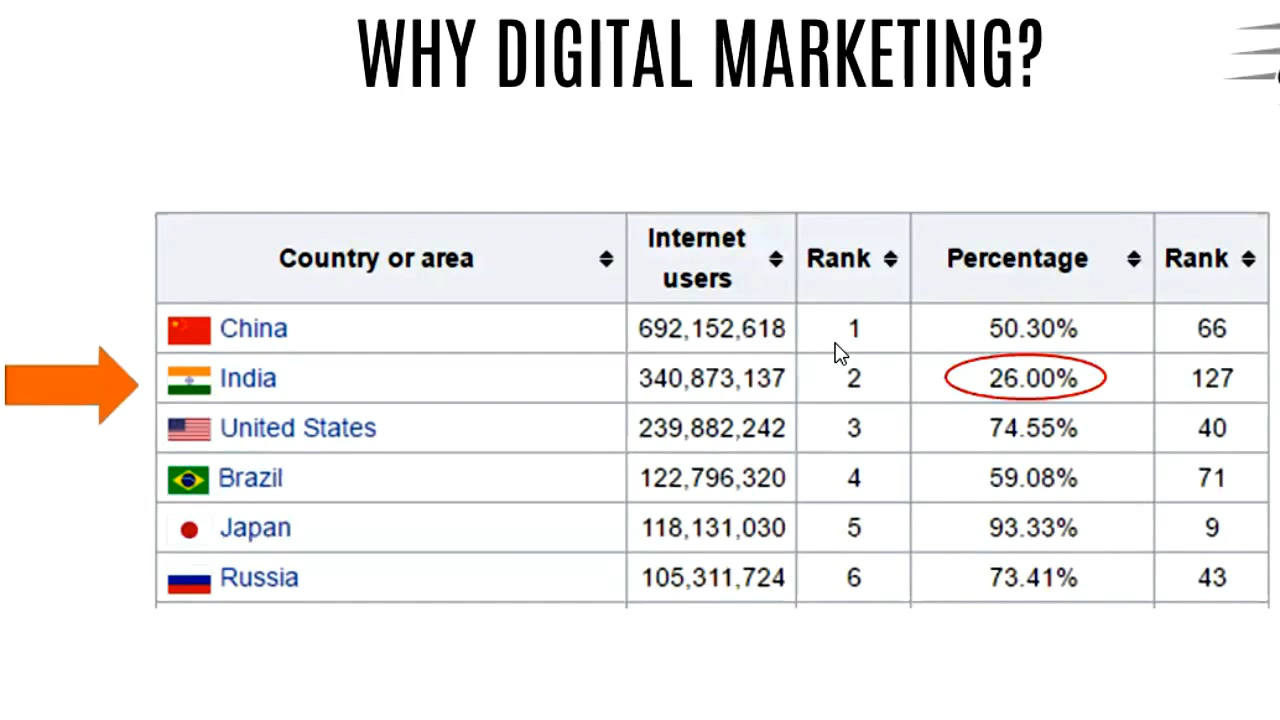 WHY DIGITAL MARKETING?
Country or area Internet users Rank Percentage Rank
China 692,152,618 1 50.30% 66
India 340,873,137 2 26.00% 127
United States 239,882,242 3 74.55% 40
Brazil 122,796,320 4 59.08% 71
Japan 118,131,030 5 93.33% 9
Russia 105,311,724 6 73.41% 43